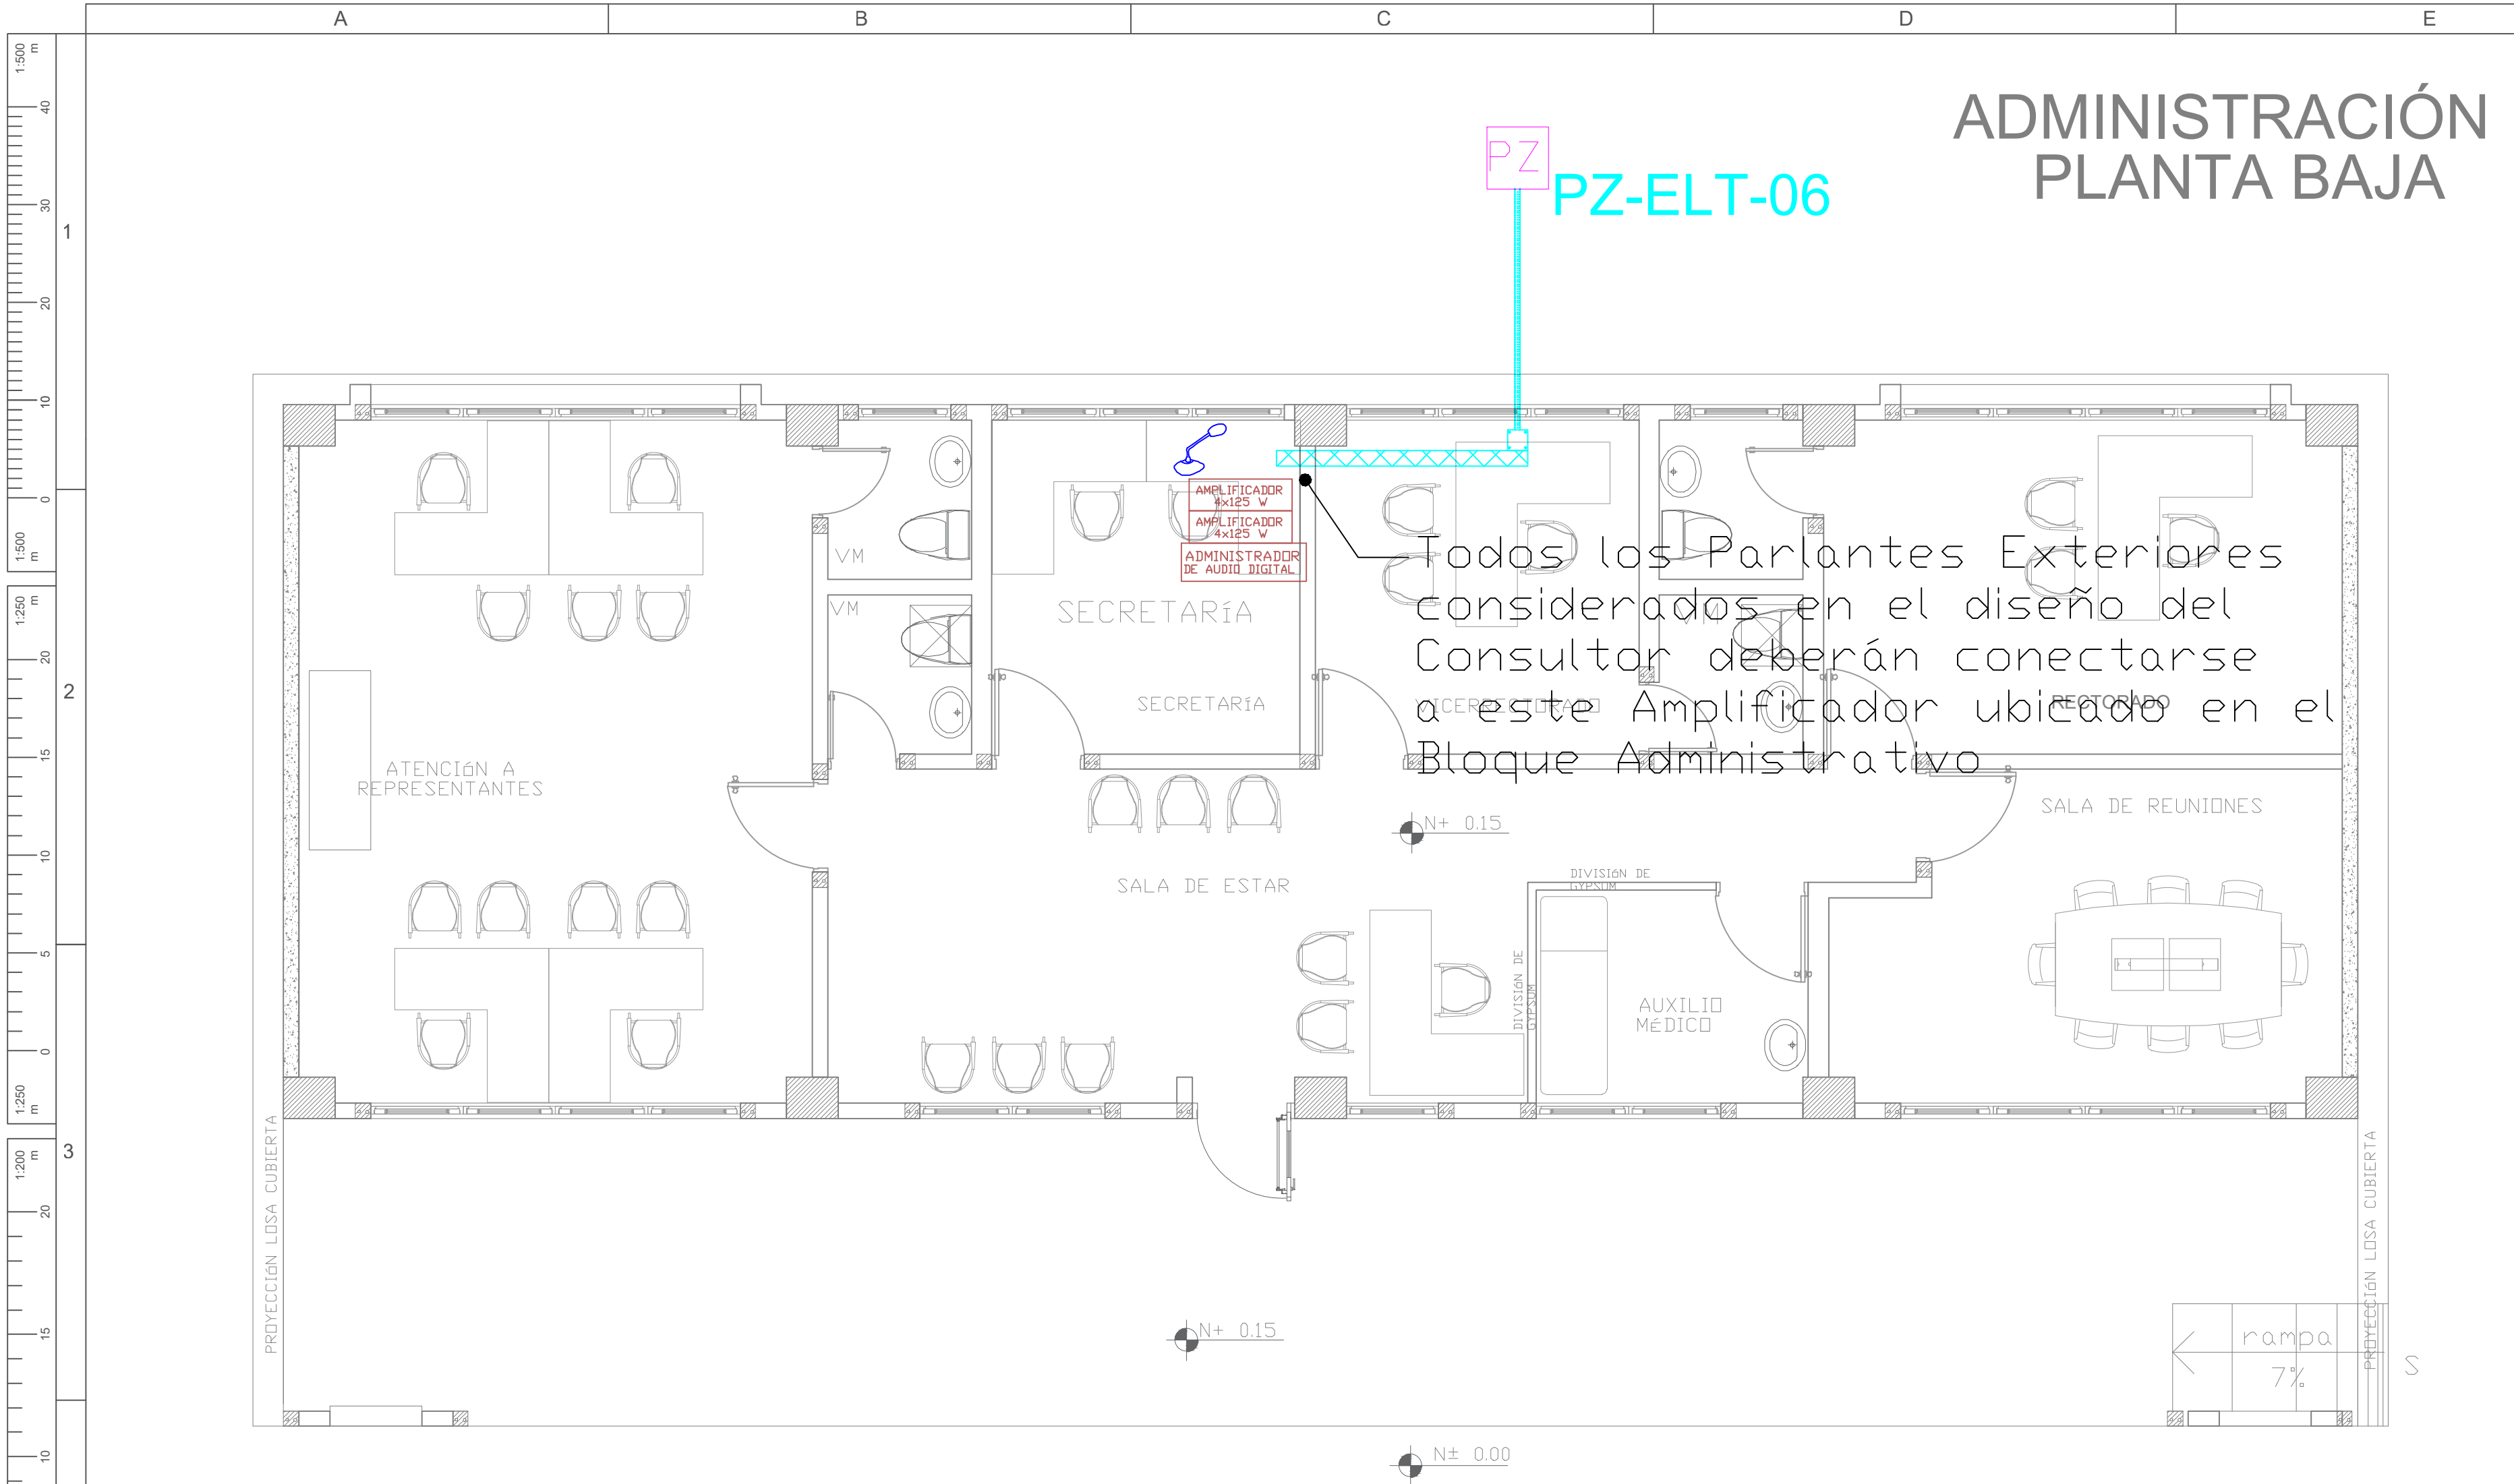 A
B
C
D
E
1:500 m
40
30
20
10
0
1:500 m
1:250 m
20
15
10
5
0
1:250 m
1:200 m
20
15
10
1
2
3
ADMINISTRACIÓN
PLANTA BAJA
PZ
PZ-ELT-06
AMPLIFICADOR
4x125 W
AMPLIFICADOR
4x125 W
ADMINISTRADOR
DE AUDIO DIGITAL
Todos los Parlantes Exteriores
considerados en el diseño del
Consultor deberán conectarse
a este Amplificador ubicado en el
Bloque Administrativo
VM
VM
VM
SECRETARíA
SECRETARíA
VICERRECTORADO
RECTORADO
ATENCIóN A
REPRESENTANTES
SALA DE REUNIONES
N+ 0.15
SALA DE ESTAR
DIVISIóN DE
GYPSUM
DIVISIóN DE
GYPSUM
AUXILIO
MéDICO
PROYECCIóN LOSA CUBIERTA
PROYECCIóN LOSA CUBIERTA
N+ 0.15
rampa
7%
S
N± 0.00